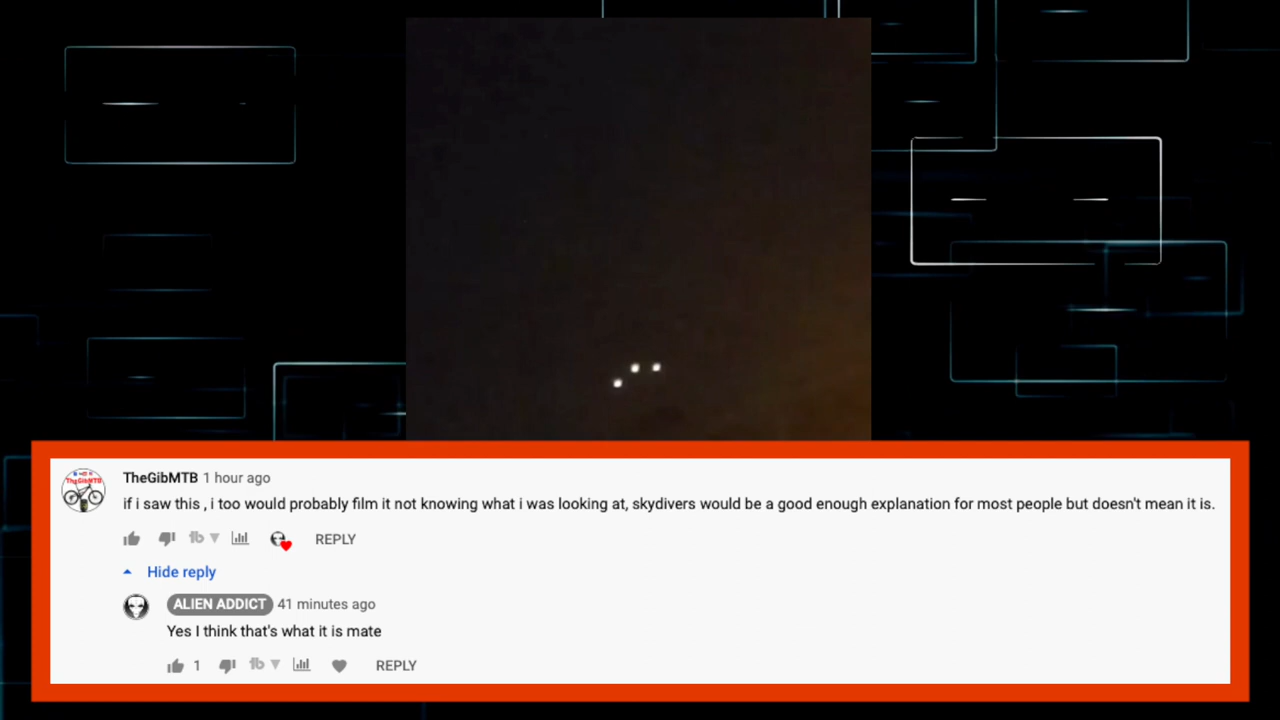 TheGibMTB
TheGibMTB 1 hour ago
if i saw this , i too would probably film it not knowing what i was looking at, skydivers would be a good enough explanation for most people but doesn't mean it is.
REPLY
Hide reply
ALIEN ADDICT 41 minutes ago
Yes I think that's what it is mate
1 REPLY